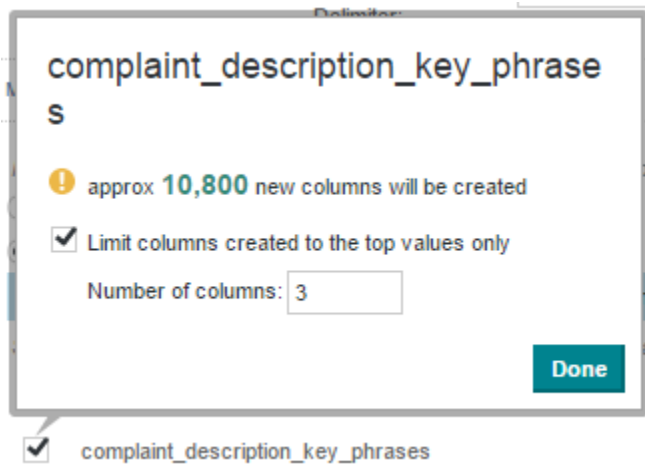 Delimiter:
complaint_description_key_phrase
s
approx 10,800 new columns will be created
Limit columns created to the top values only
Number of columns: 3
Done
complaint_description_key_phrases